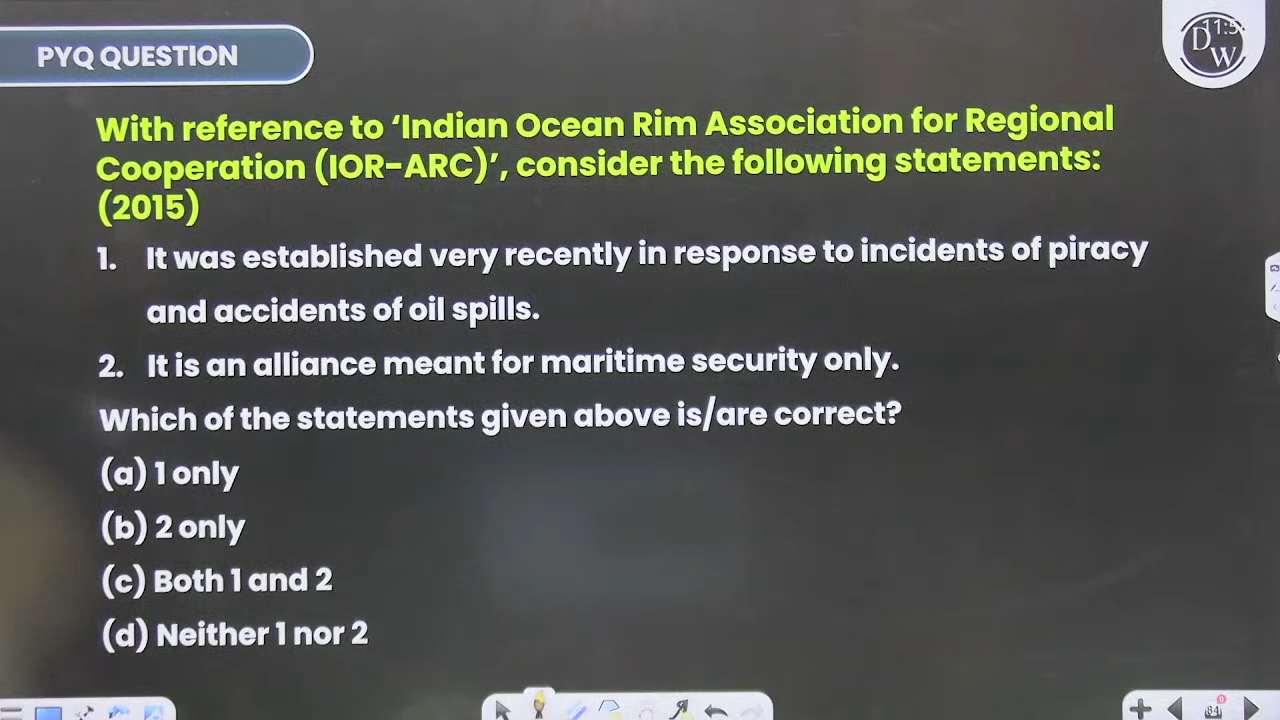 PYQ QUESTION
11:5
D
W
With reference to ‘Indian Ocean Rim Association for Regional
Cooperation (IOR-ARC)’, consider the following statements:
(2015)
1. It was established very recently in response to incidents of piracy
and accidents of oil spills.
2. It is an alliance meant for maritime security only.
Which of the statements given above is/are correct?
(a) 1 only
(b) 2 only
(c) Both 1 and 2
(d) Neither 1 nor 2
84